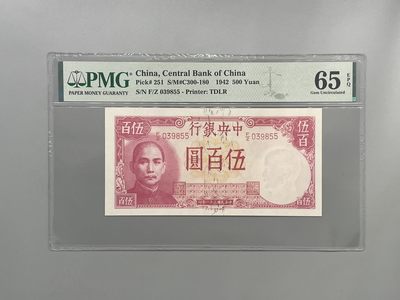 PMG
PAPER MONEY GUARANTY
China, Central Bank of China
Pick# 251 S/M#C300-180 1942 500 Yuan
S/N F/Z 039855 - Printer: TDLR
65 EPQ
Gem Uncirculated
百伍 行銀央中 伍百
F/Z 039855 F/Z 039855
圓百伍
伍百 百伍